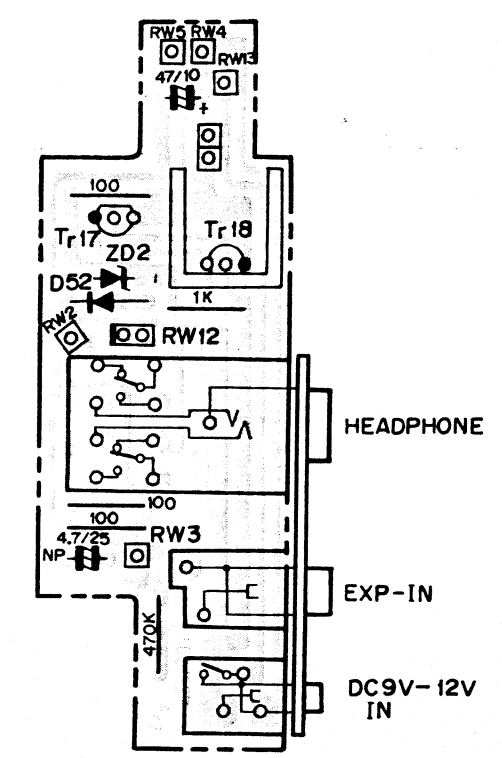 RW5 RW4
RW13
47/10
+
100
Tr17
Tr18
ZD2
D52
1K
RW2
RW12
HEADPHONE
100
100
4.7/25
NP
RW3
EXP-IN
470K
DC9V-12V
IN